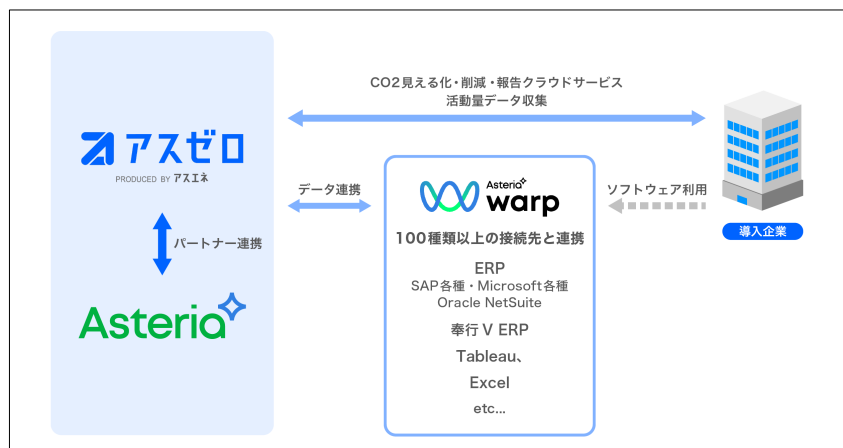 CO2見える化・削減・報告クラウドサービス
活動量データ収集
アスゼロ
PRODUCED BY アスエネ
パートナー連携
Asteria
データ連携
Asteria
warp
100種類以上の接続先と連携
ERP
SAP各種・Microsoft各種
Oracle NetSuite
奉行V ERP
Tableau、
Excel
etc...
ソフトウェア利用
導入企業